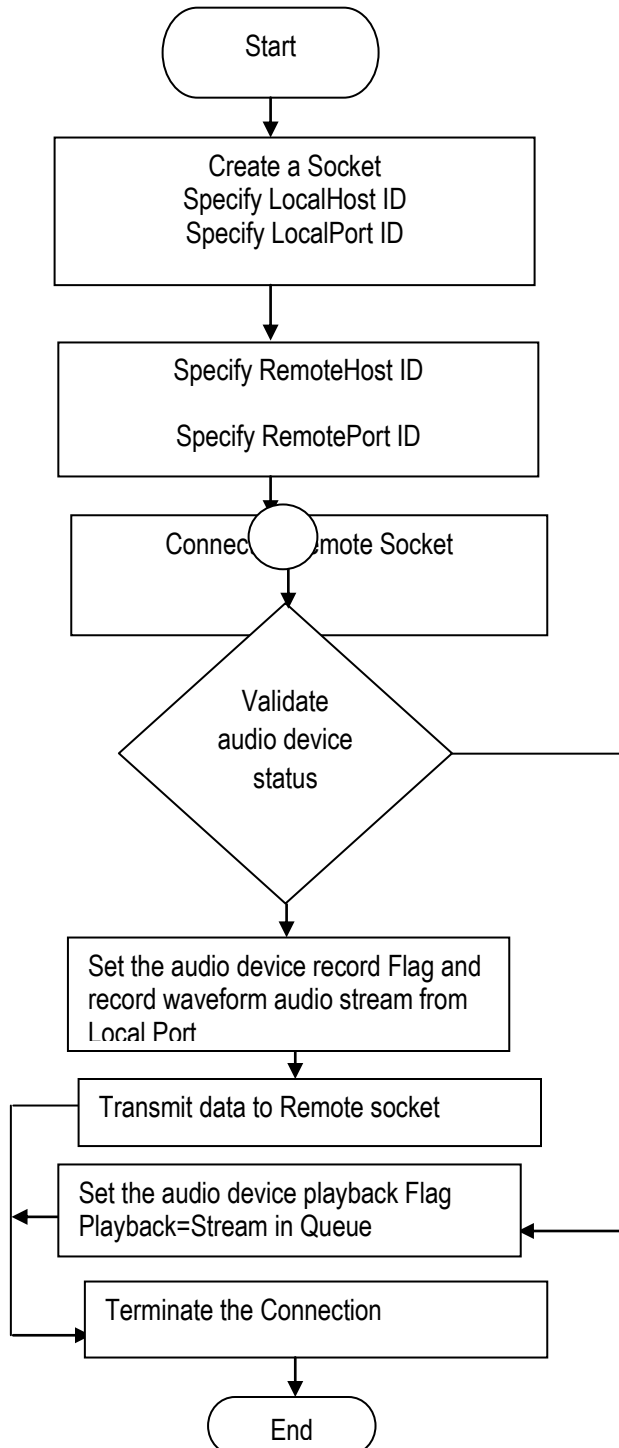 Start
Create a Socket
Specify LocalHost ID
Specify LocalPort ID
Specify RemoteHost ID
Specify RemotePort ID
Remote Socket
Validate
audio device
status
Set the audio device record Flag and
record waveform audio stream from
Local Port
Transmit data to Remote socket
Set the audio device playback Flag
Playback=Stream in Queue
Terminate the Connection
End